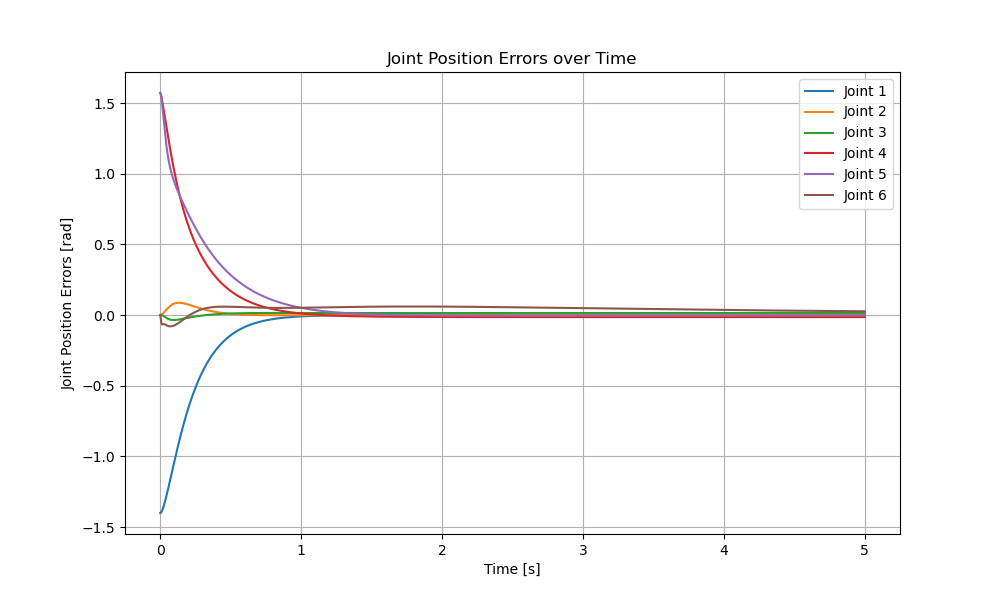 Joint Position Errors over Time
Joint Position Errors [rad]
1.5
1.0
0.5
0.0
−0.5
−1.0
−1.5
Joint 1
Joint 2
Joint 3
Joint 4
Joint 5
Joint 6
0 1 2 3 4 5
Time [s]